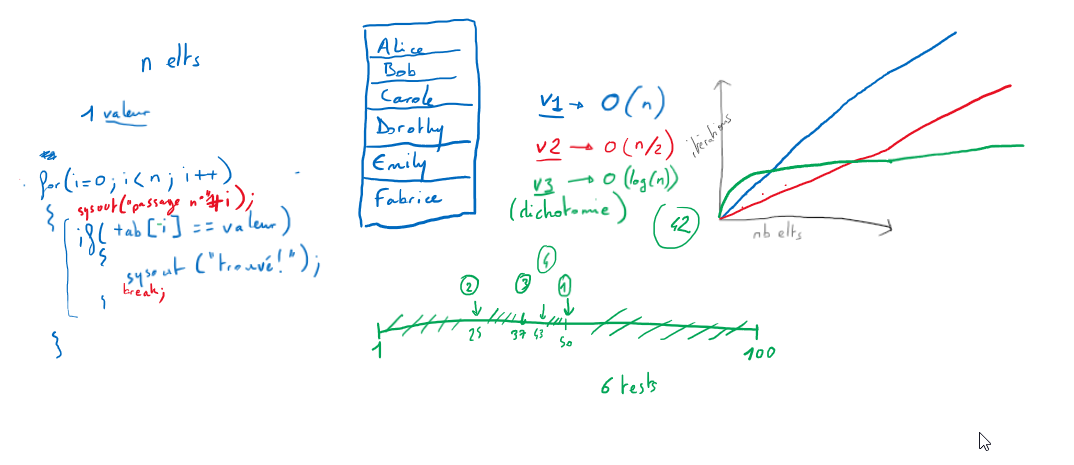 n elts
1 valeur
for(i=0; i<n; i++)
{ sysout("passage n°"+i);
if( tab[i] == valeur)
{
sysout ("trouvé!");
break;
}
}
Alice
Bob
Carole
Dorothy
Emily
Fabrice
v1 → O(n)
v2 → O(n/2)
v3 → O(log(n))
(dichotomie)
42
itérations
nb elts
4
2 3 1
25 37 43 50
1 100
6 tests